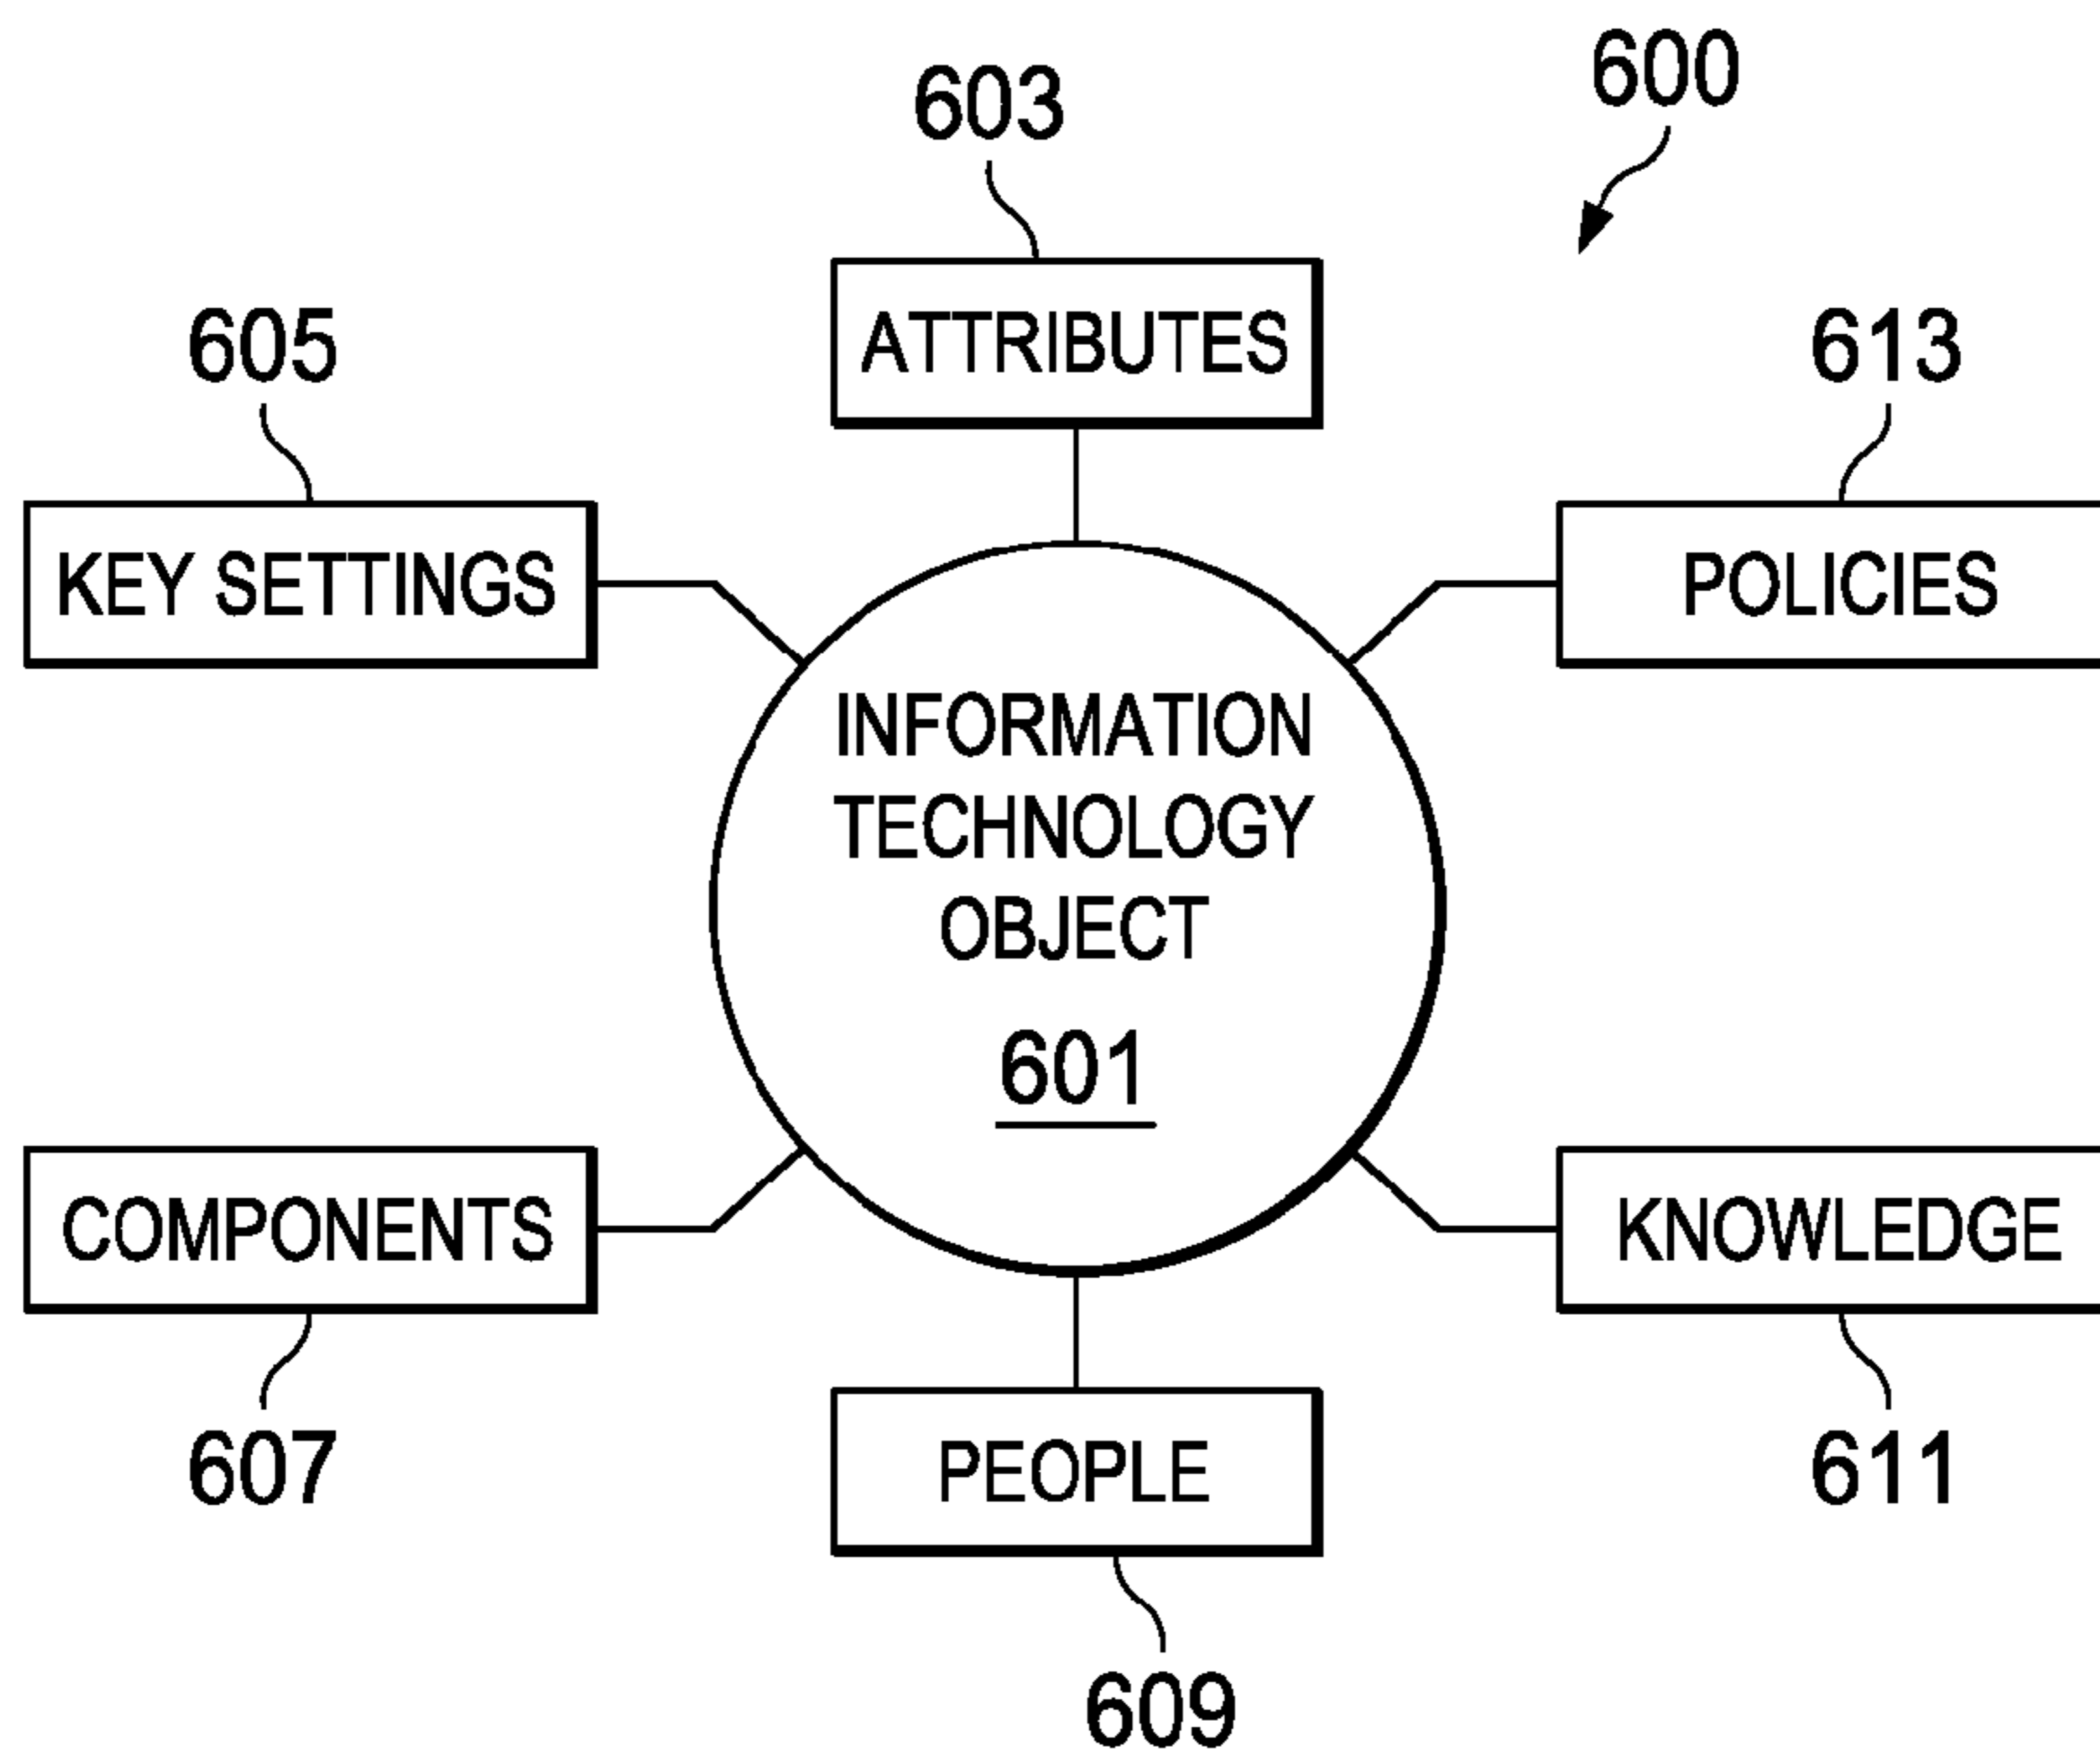 600
603
ATTRIBUTES
605
613
KEY SETTINGS
POLICIES
INFORMATION
TECHNOLOGY
OBJECT
601
COMPONENTS
KNOWLEDGE
607
PEOPLE
611
609